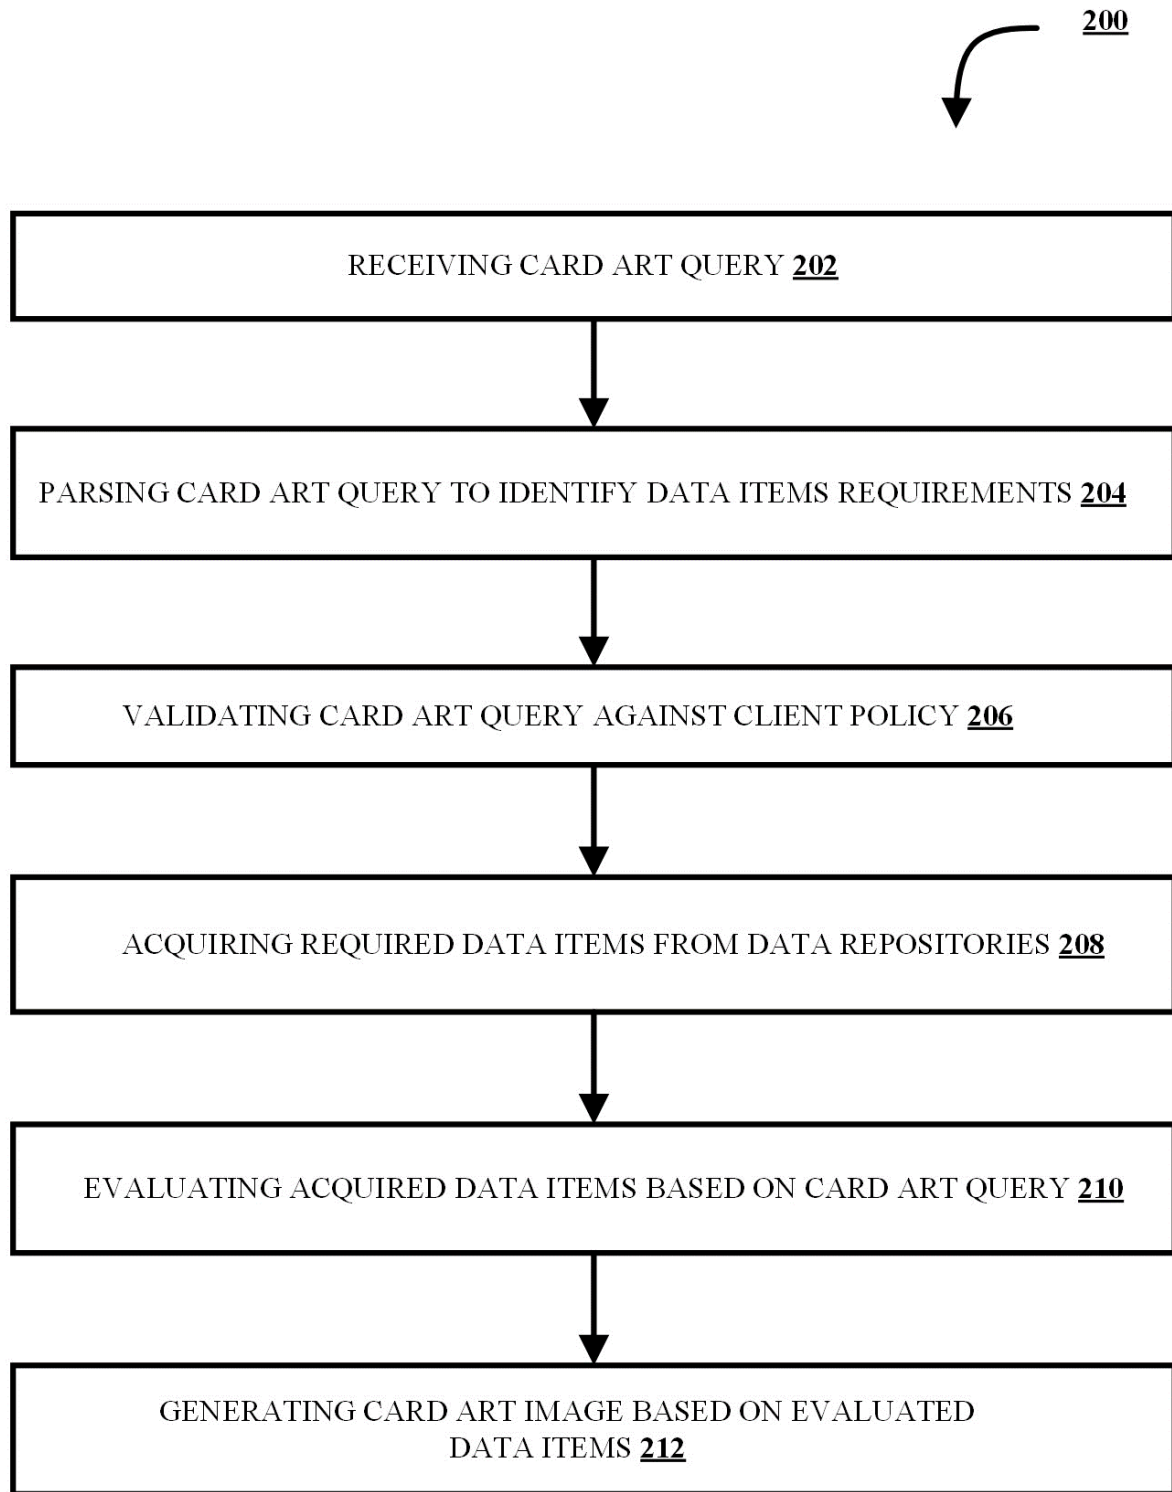 200
RECEIVING CARD ART QUERY 202
PARSING CARD ART QUERY TO IDENTIFY DATA ITEMS REQUIREMENTS 204
VALIDATING CARD ART QUERY AGAINST CLIENT POLICY 206
ACQUIRING REQUIRED DATA ITEMS FROM DATA REPOSITORIES 208
EVALUATING ACQUIRED DATA ITEMS BASED ON CARD ART QUERY 210
GENERATING CARD ART IMAGE BASED ON EVALUATED
DATA ITEMS 212